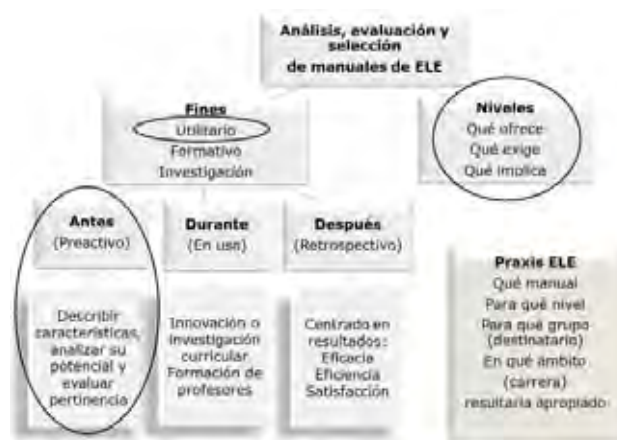 Análisis, evaluación y
selección
de manuales de ELE
Fines
Utilitario
Formativo
Investigación
Niveles
Qué ofrece
Qué exige
Qué implica
Antes
(Preactivo)
Durante
(En uso)
Después
(Retrospectivo)
Describir
características,
analizar su
potencial y
evaluar
pertinencia
Innovación o
investigación
curricular
Formación de
profesores
Centrado en
resultados:
Eficacia
Eficiencia
Satisfacción
Praxis ELE
Qué manual
Para qué nivel
Para qué grupo
(destinatario)
En qué ámbito
(carrera)
resultaría apropiado